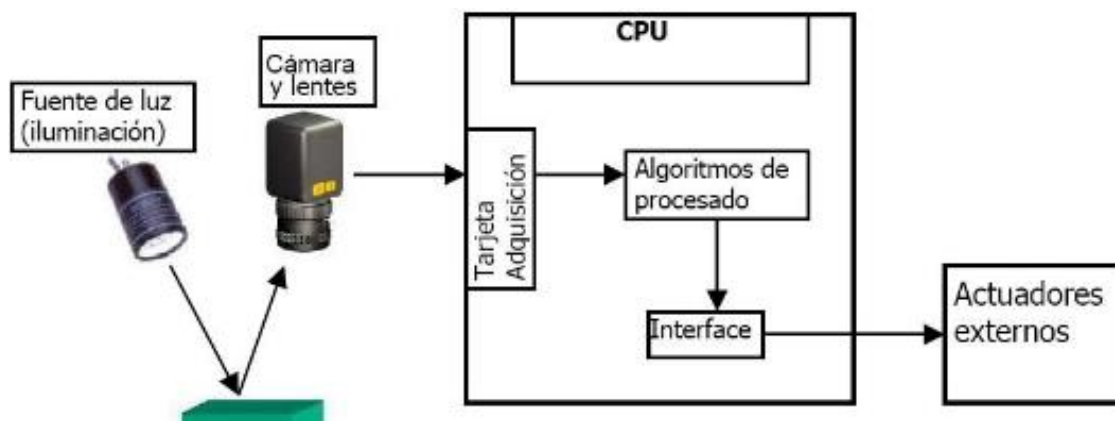 Fuente de luz
(iluminación)
Cámara
y lentes
CPU
Tarjeta
Adquisición
Algoritmos de
procesado
Interface
Actuadores
externos